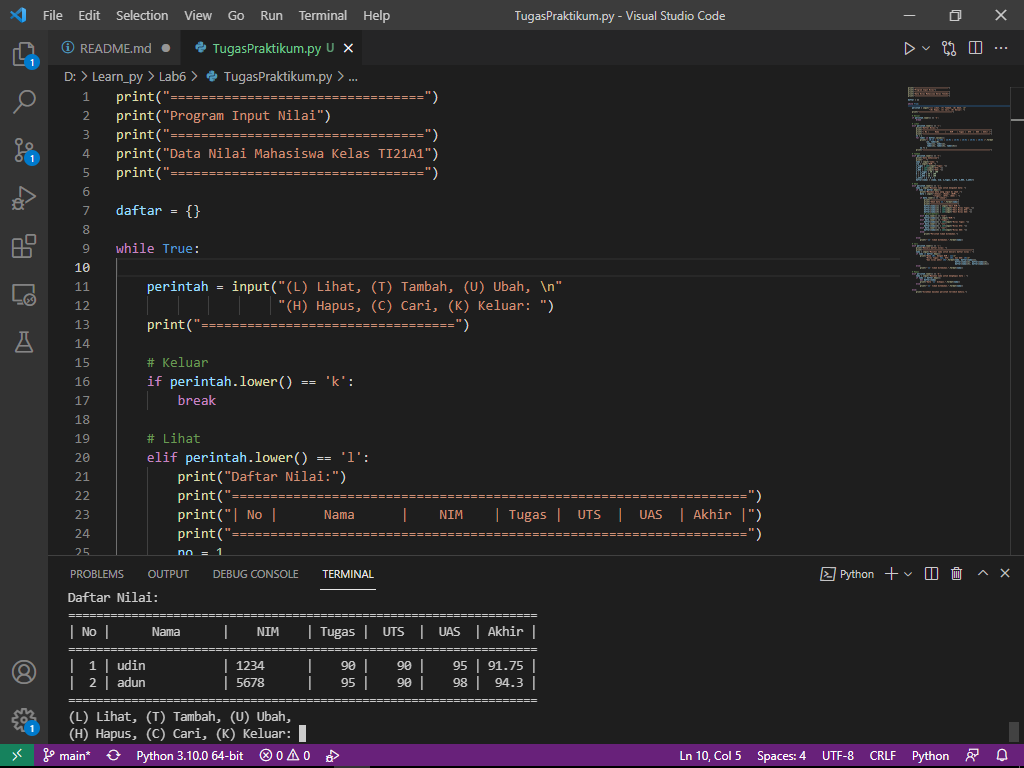 File Edit Selection View Go Run Terminal Help TugasPraktikum.py - Visual Studio Code
README.md TugasPraktikum.py U
D: > Learn_py > Lab6 > TugasPraktikum.py > ...
1 print("=================================")
2 print("Program Input Nilai")
3 print("=================================")
4 print("Data Nilai Mahasiswa Kelas TI21A1")
5 print("=================================")
6
7 daftar = {}
8
9 while True:
10
11 perintah = input("(L) Lihat, (T) Tambah, (U) Ubah, \n"
12 "(H) Hapus, (C) Cari, (K) Keluar: ")
13 print("=================================")
14
15 # Keluar
16 if perintah.lower() == 'k':
17 break
18
19 # Lihat
20 elif perintah.lower() == 'l':
21 print("Daftar Nilai:")
22 print("===================================================================")
23 print("| No | Nama | NIM | Tugas | UTS | UAS | Akhir |")
24 print("===================================================================")
25 no = 1
PROBLEMS OUTPUT DEBUG CONSOLE TERMINAL Python
Daftar Nilai:
===================================================================
| No | Nama | NIM | Tugas | UTS | UAS | Akhir |
===================================================================
| 1 | udin | 1234 | 90 | 90 | 95 | 91.75 |
| 2 | adun | 5678 | 95 | 90 | 98 | 94.3 |
===================================================================
(L) Lihat, (T) Tambah, (U) Ubah,
(H) Hapus, (C) Cari, (K) Keluar:
main* Python 3.10.0 64-bit 0 0 Ln 10, Col 5 Spaces: 4 UTF-8 CRLF Python